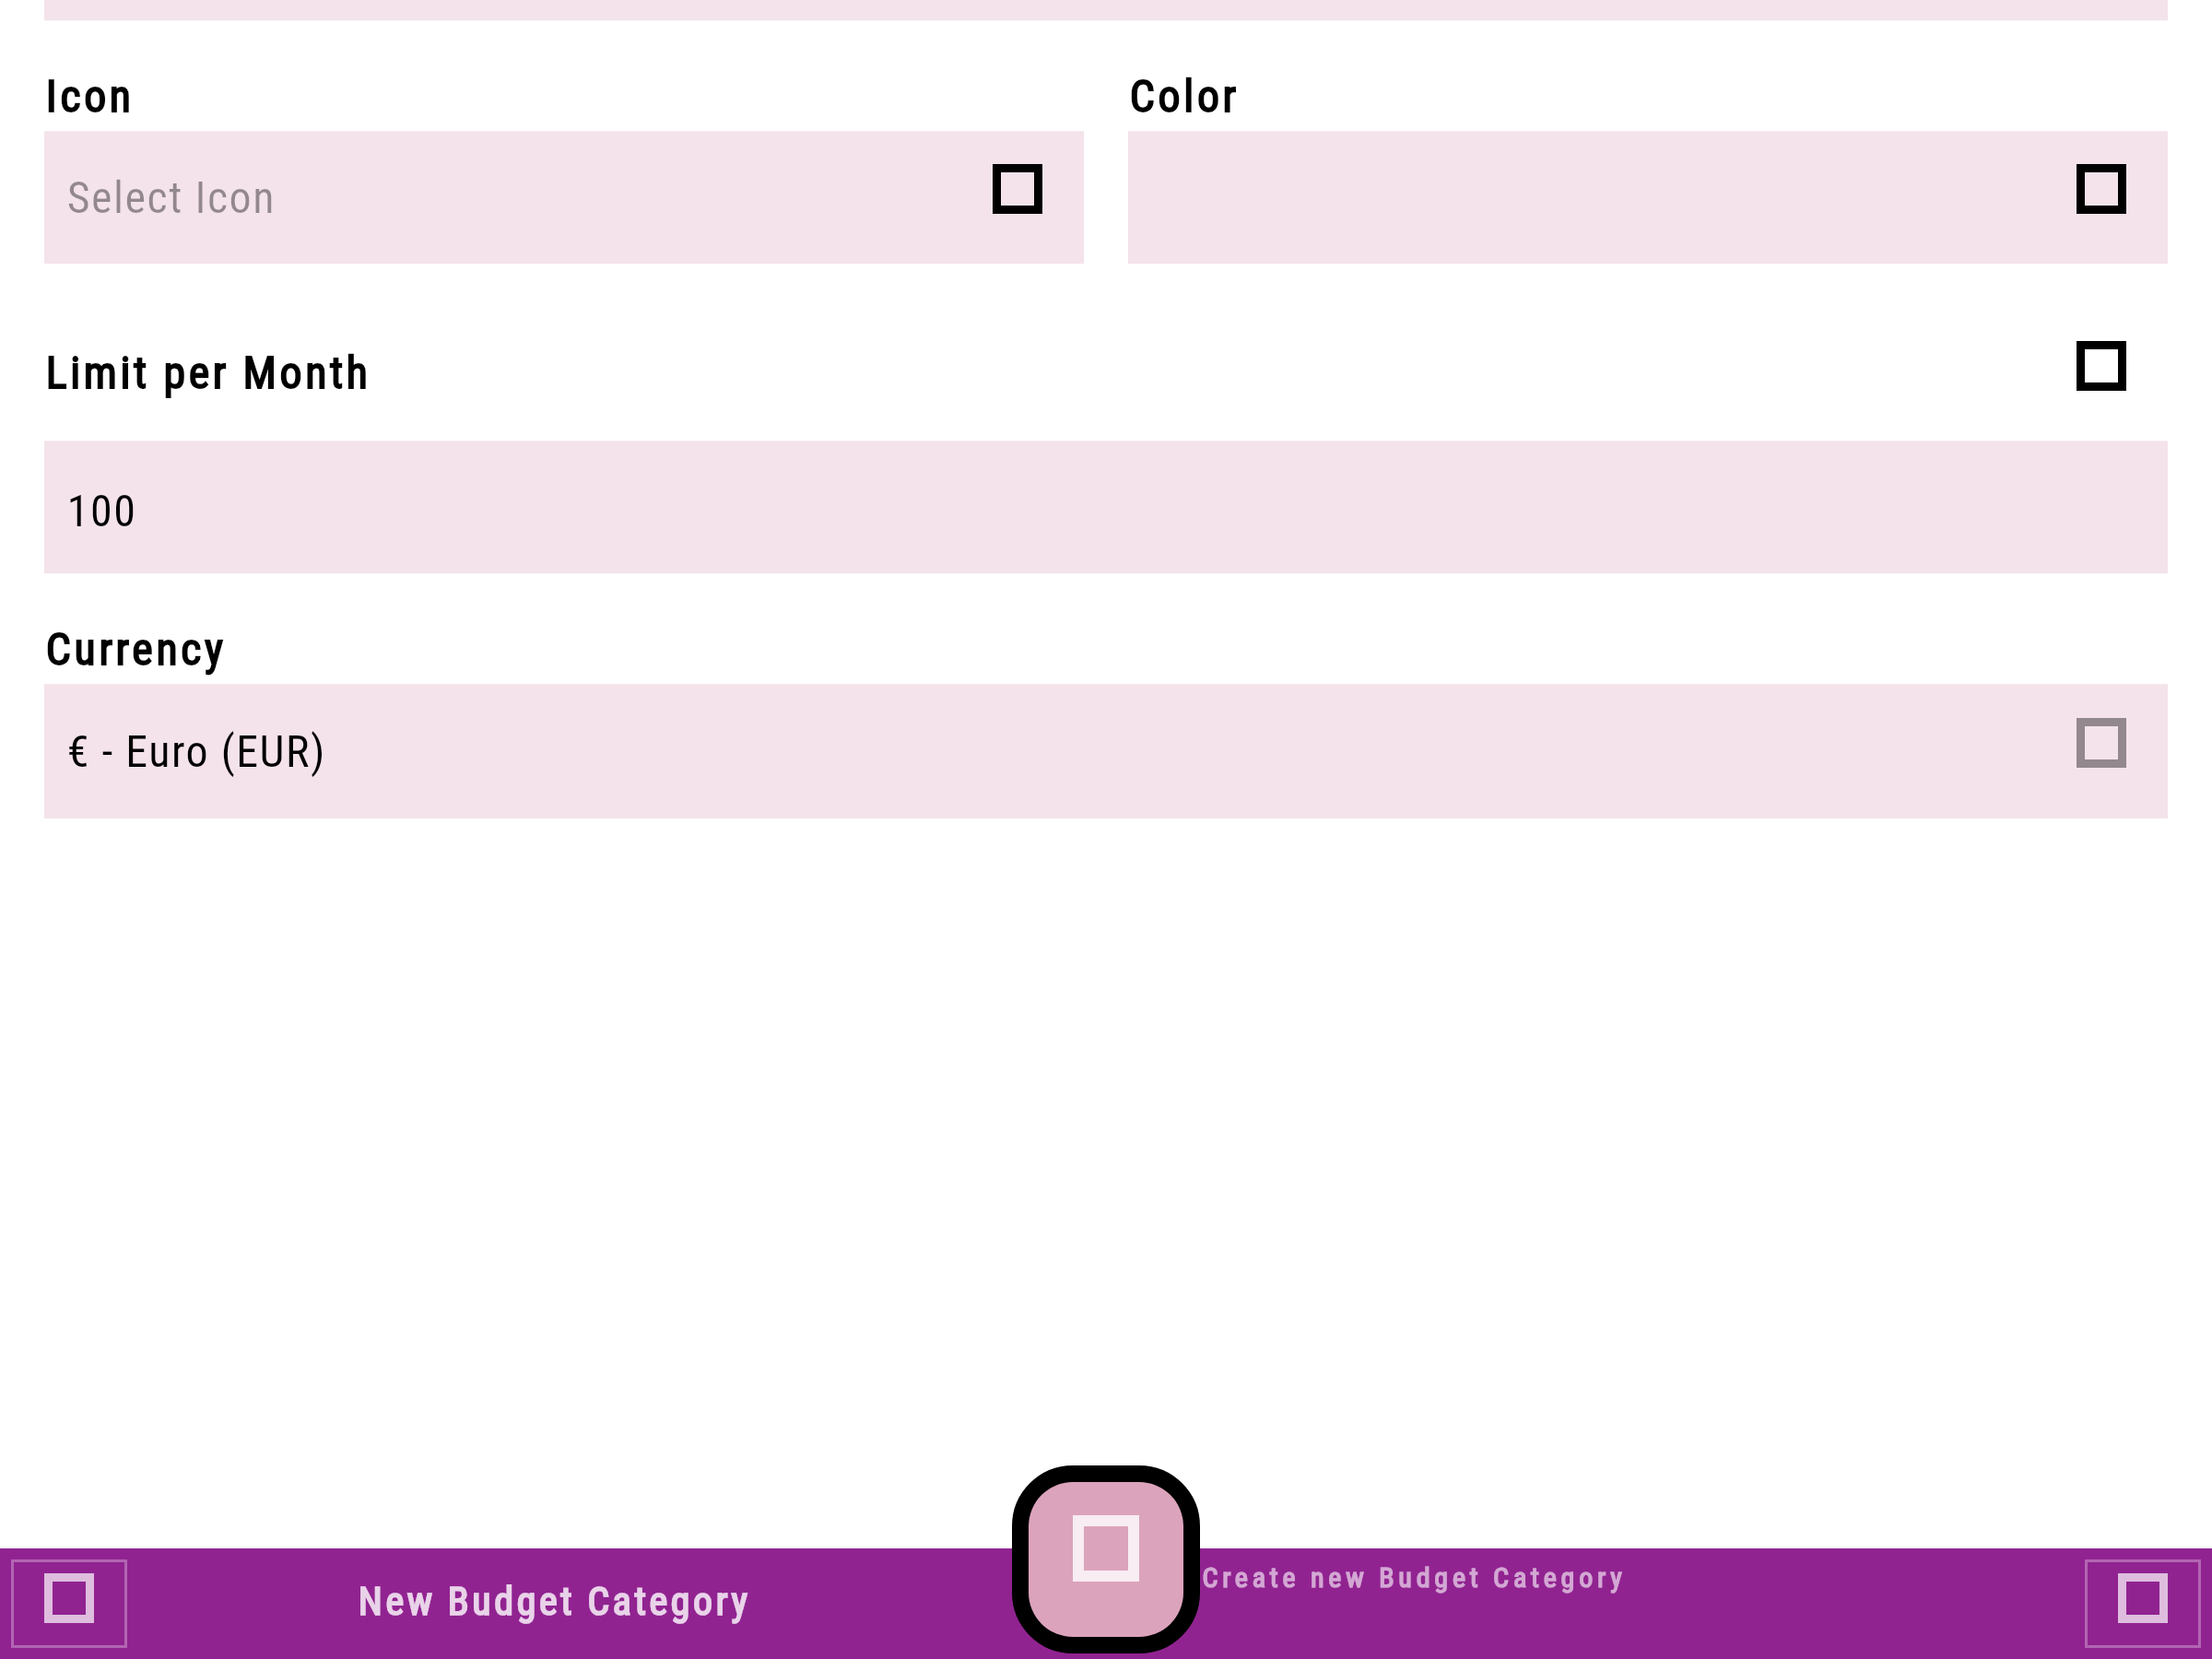 Icon
Color
Select Icon
Limit per Month
100
Currency
€ - Euro (EUR)
New Budget Category
Create new Budget Category